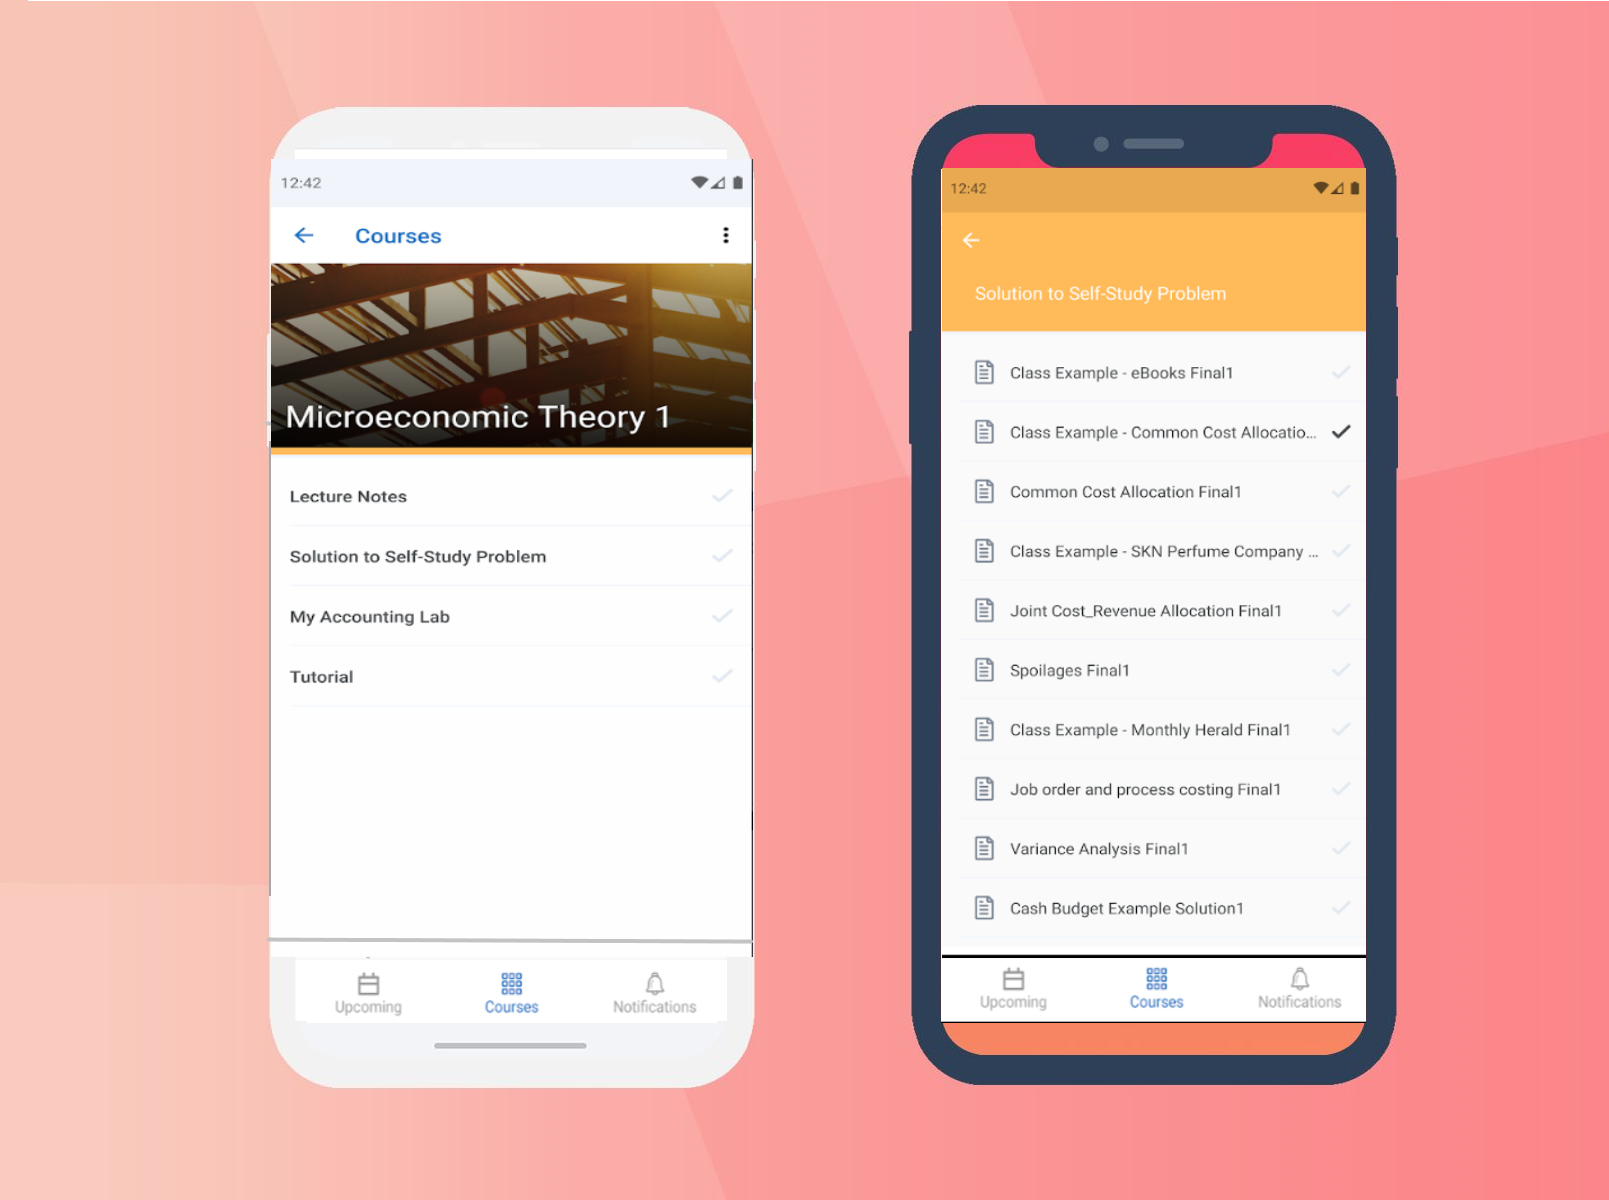 12:42
Courses
Microeconomic Theory 1
Lecture Notes
Solution to Self-Study Problem
My Accounting Lab
Tutorial
Upcoming
Courses
Notifications
12:42
Solution to Self-Study Problem
Class Example - eBooks Final1
Class Example - Common Cost Allocatio...
Common Cost Allocation Final1
Class Example - SKN Perfume Company ...
Joint Cost_Revenue Allocation Final1
Spoilages Final1
Class Example - Monthly Herald Final1
Job order and process costing Final1
Variance Analysis Final1
Cash Budget Example Solution1
Upcoming
Courses
Notifications